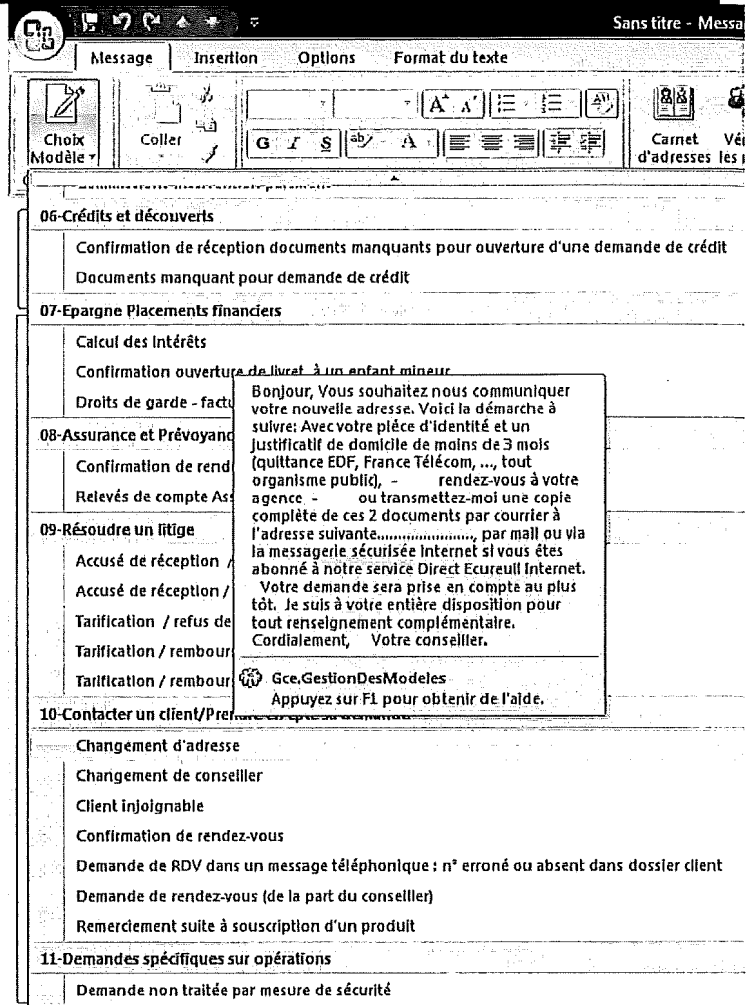 Sans titre - Messa
Message Insertion Options Format du texte
Choix Modèle
Coller
G I S
Carnet d'adresses
Vér
les
06-Crédits et découverts
Confirmation de réception documents manquants pour ouverture d'une demande de crédit
Documents manquant pour demande de crédit
07-Epargne Placements financiers
Calcul des intérêts
Confirmation ouverture de livret à un enfant mineur
Droits de garde - factu
08-Assurance et Prévoyanc
Confirmation de rend
Relevés de compte As
09-Résoudre un litige
Accusé de réception /
Accusé de réception /
Tarification / refus de
Tarification / rembour
Tarification / rembour
Bonjour, Vous souhaitez nous communiquer
votre nouvelle adresse. Voici la démarche à
suivre: Avec votre pièce d'identité et un
justificatif de domicile de moins de 3 mois
(quittance EDF, France Télécom, ..., tout
organisme public), - rendez-vous à votre
agence - ou transmettez-moi une copie
complète de ces 2 documents par courrier à
l'adresse suivante........................, par mail ou via
la messagerie sécurisée Internet si vous êtes
abonné à notre service Direct Ecureuil Internet.
Votre demande sera prise en compte au plus
tôt. Je suis à votre entière disposition pour
tout renseignement complémentaire.
Cordialement, Votre conseiller.
Gce.GestionDesModeles
Appuyez sur F1 pour obtenir de l'aide.
10-Contacter un client/
Changement d'adresse
Changement de conseiller
Client injoignable
Confirmation de rendez-vous
Demande de RDV dans un message téléphonique : n° erroné ou absent dans dossier client
Demande de rendez-vous (de la part du conseiller)
Remerciement suite à souscription d'un produit
11-Demandes spécifiques sur opérations
Demande non traitée par mesure de sécurité